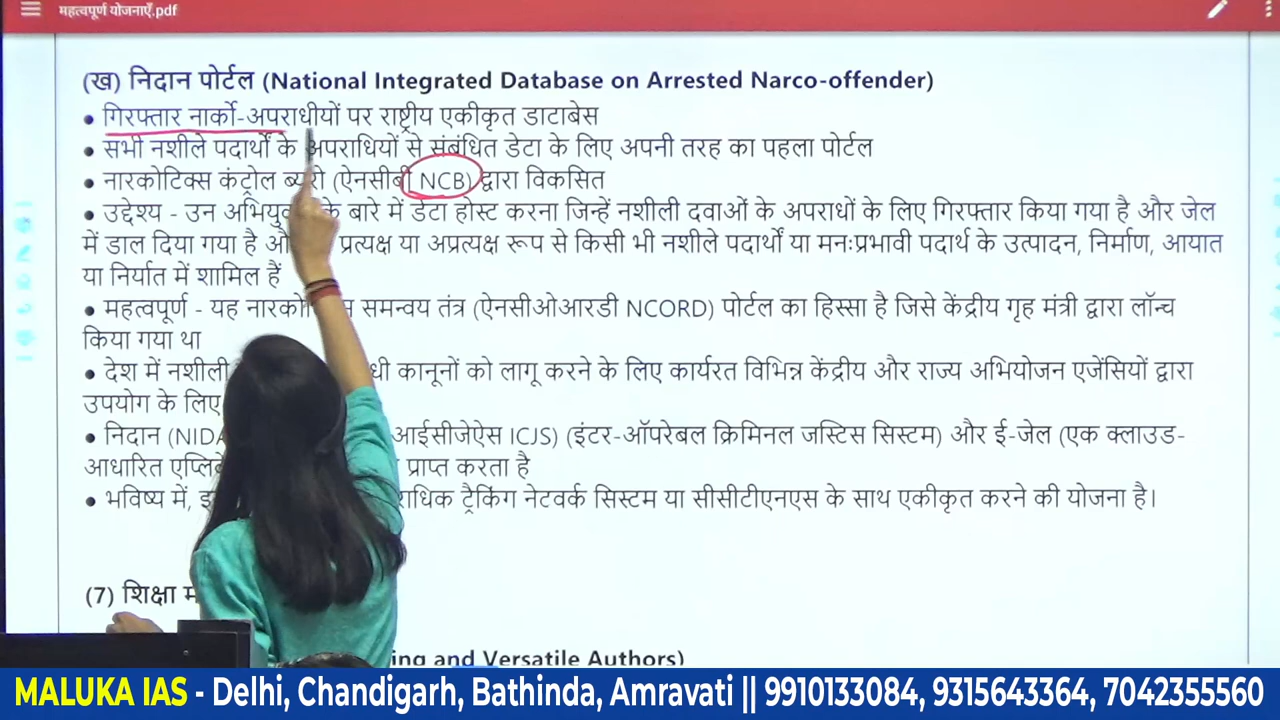 महत्वपूर्ण योजनाएँ.pdf
(ख) निदान पोर्टल (National Integrated Database on Arrested Narco-offender)
• गिरफ्तार नार्को-अपराधीयों पर राष्ट्रीय एकीकृत डाटाबेस
• सभी नशीले पदार्थों के अपराधियों से संबंधित डेटा के लिए अपनी तरह का पहला पोर्टल
• नारकोटिक्स कंट्रोल ब्यूरो (ऐनसीबी NCB) द्वारा विकसित
• उद्देश्य - उन के बारे में डेटा होस्ट करना जिन्हें नशीली दवाओं के अपराधों के लिए गिरफ्तार किया गया है और जेल
में डाल दिया गया है प्रत्यक्ष या अप्रत्यक्ष रूप से किसी भी नशीले पदार्थों या मनःप्रभावी पदार्थ के उत्पादन, निर्माण, आयात
या निर्यात में शामिल हैं
• महत्वपूर्ण - यह समन्वय तंत्र (ऐनसीओआरडी NCORD) पोर्टल का हिस्सा है जिसे केंद्रीय गृह मंत्री द्वारा लॉन्च
किया गया था
• देश में नशीली कानूनों को लागू करने के लिए कार्यरत विभिन्न केंद्रीय और राज्य अभियोजन एजेंसियों द्वारा
उपयोग के लिए
• निदान आईसीजेऐस ICJS) (इंटर-ऑपरेबल क्रिमिनल जस्टिस सिस्टम) और ई-जेल (एक क्लाउड-
आधारित प्राप्त करता है
• भविष्य में, ट्रैकिंग नेटवर्क सिस्टम या सीसीटीएनएस के साथ एकीकृत करने की योजना है।
(7) शिक्षा
and Versatile Authors)
MALUKA IAS - Delhi, Chandigarh, Bathinda, Amravati || 9910133084, 9315643364, 7042355560